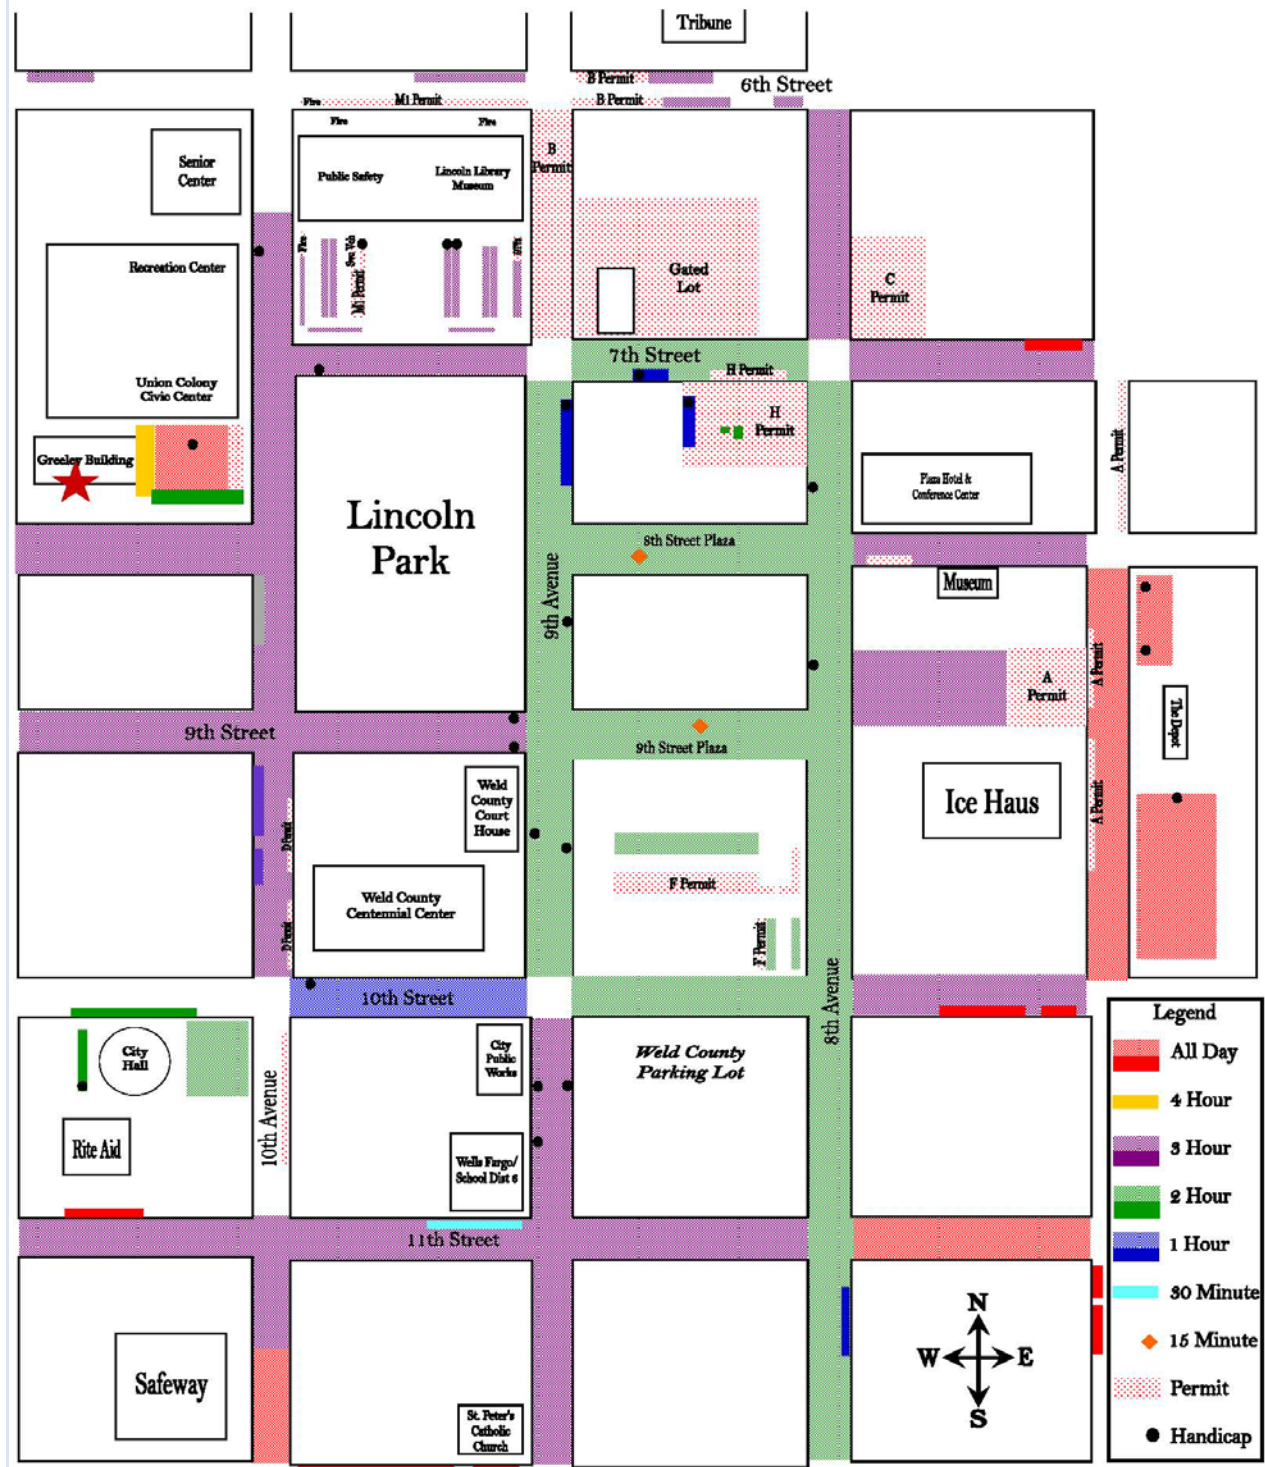 Tribune
B Permit
6th Street
Fire
M1 Permit
B Permit
Fire
Fire
B
Permit
Senior
Center
Public Safety
Lincoln Library
Museum
Recreation Center
Fire
M1 Permit
Gated
Lot
C
Permit
7th Street
H Permit
Union Colony
Civic Center
H
Permit
Greeley Building
A Permit
Plaza Hotel &
Conference Center
Lincoln
Park
8th Street Plaza
9th Avenue
Museum
A Permit
A
Permit
The Depot
9th Street
9th Street Plaza
Weld
County
Court
House
Ice Haus
A Permit
D Permit
F Permit
Weld County
Centennial Center
D Permit
F Permit
8th Avenue
10th Street
City
Hall
City
Public
Works
Weld County
Parking Lot
10th Avenue
Rite Aid
Wells Fargo/
School Dist 6
11th Street
Safeway
St. Peter's
Catholic
Church
N
W
E
S
Legend
All Day
4 Hour
3 Hour
2 Hour
1 Hour
30 Minute
15 Minute
Permit
Handicap